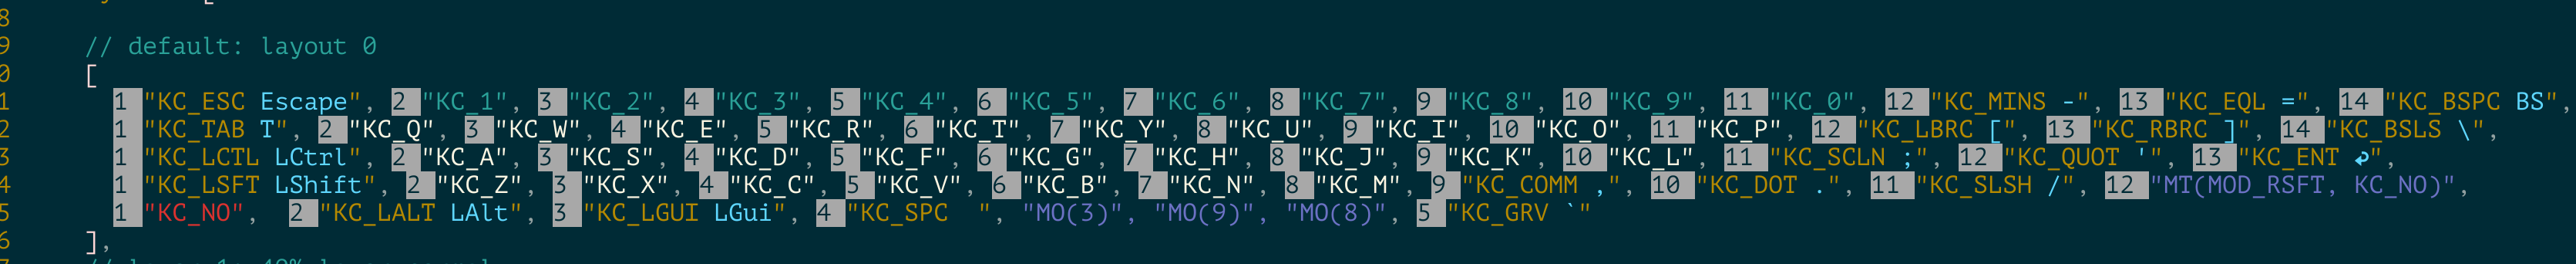 [
8
9 // default: layout 0
0 [
1 1 "KC_ESC Escape", 2 "KC_1", 3 "KC_2", 4 "KC_3", 5 "KC_4", 6 "KC_5", 7 "KC_6", 8 "KC_7", 9 "KC_8", 10 "KC_9", 11 "KC_0", 12 "KC_MINS -", 13 "KC_EQL =", 14 "KC_BSPC BS",
2 1 "KC_TAB T", 2 "KC_Q", 3 "KC_W", 4 "KC_E", 5 "KC_R", 6 "KC_T", 7 "KC_Y", 8 "KC_U", 9 "KC_I", 10 "KC_O", 11 "KC_P", 12 "KC_LBRC [", 13 "KC_RBRC ]", 14 "KC_BSLS \",
3 1 "KC_LCTL LCtrl", 2 "KC_A", 3 "KC_S", 4 "KC_D", 5 "KC_F", 6 "KC_G", 7 "KC_H", 8 "KC_J", 9 "KC_K", 10 "KC_L", 11 "KC_SCLN ;", 12 "KC_QUOT '", 13 "KC_ENT ⮐",
4 1 "KC_LSFT LShift", 2 "KC_Z", 3 "KC_X", 4 "KC_C", 5 "KC_V", 6 "KC_B", 7 "KC_N", 8 "KC_M", 9 "KC_COMM ,", 10 "KC_DOT .", 11 "KC_SLSH /", 12 "MT(MOD_RSFT, KC_NO)",
5 1 "KC_NO", 2 "KC_LALT LAlt", 3 "KC_LGUI LGui", 4 "KC_SPC  ", "MO(3)", "MO(9)", "MO(8)", 5 "KC_GRV `"
6 ],